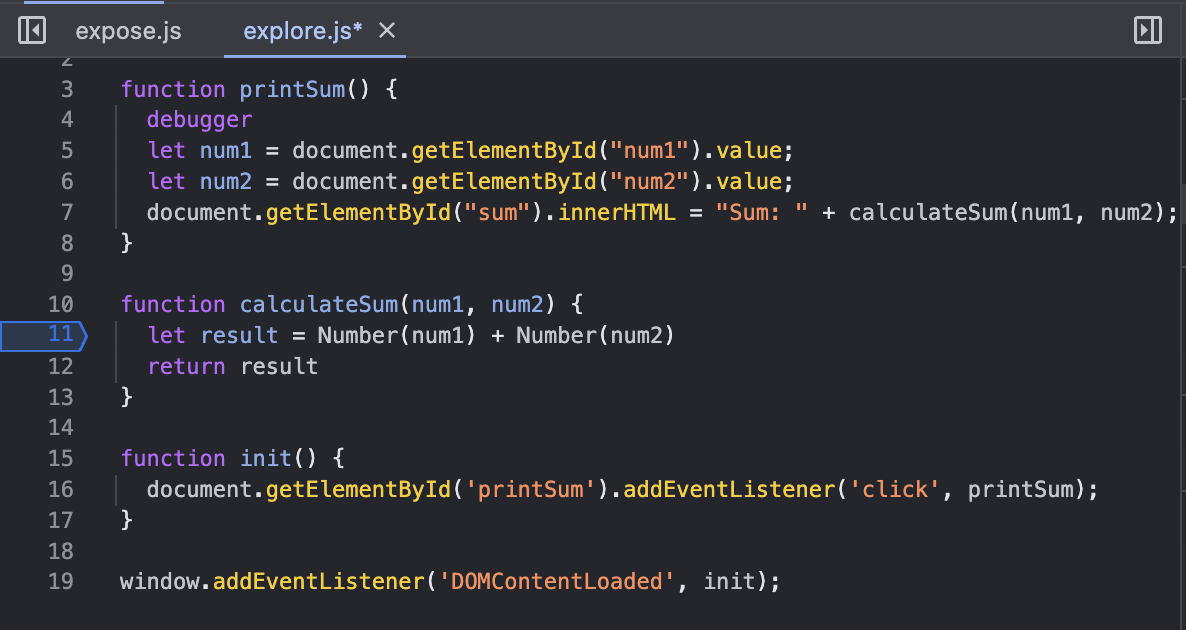 expose.js explore.js* ×
2
3 function printSum() {
4   debugger
5   let num1 = document.getElementById("num1").value;
6   let num2 = document.getElementById("num2").value;
7   document.getElementById("sum").innerHTML = "Sum: " + calculateSum(num1, num2);
8 }
9
10 function calculateSum(num1, num2) {
11   let result = Number(num1) + Number(num2)
12   return result
13 }
14
15 function init() {
16   document.getElementById('printSum').addEventListener('click', printSum);
17 }
18
19 window.addEventListener('DOMContentLoaded', init);